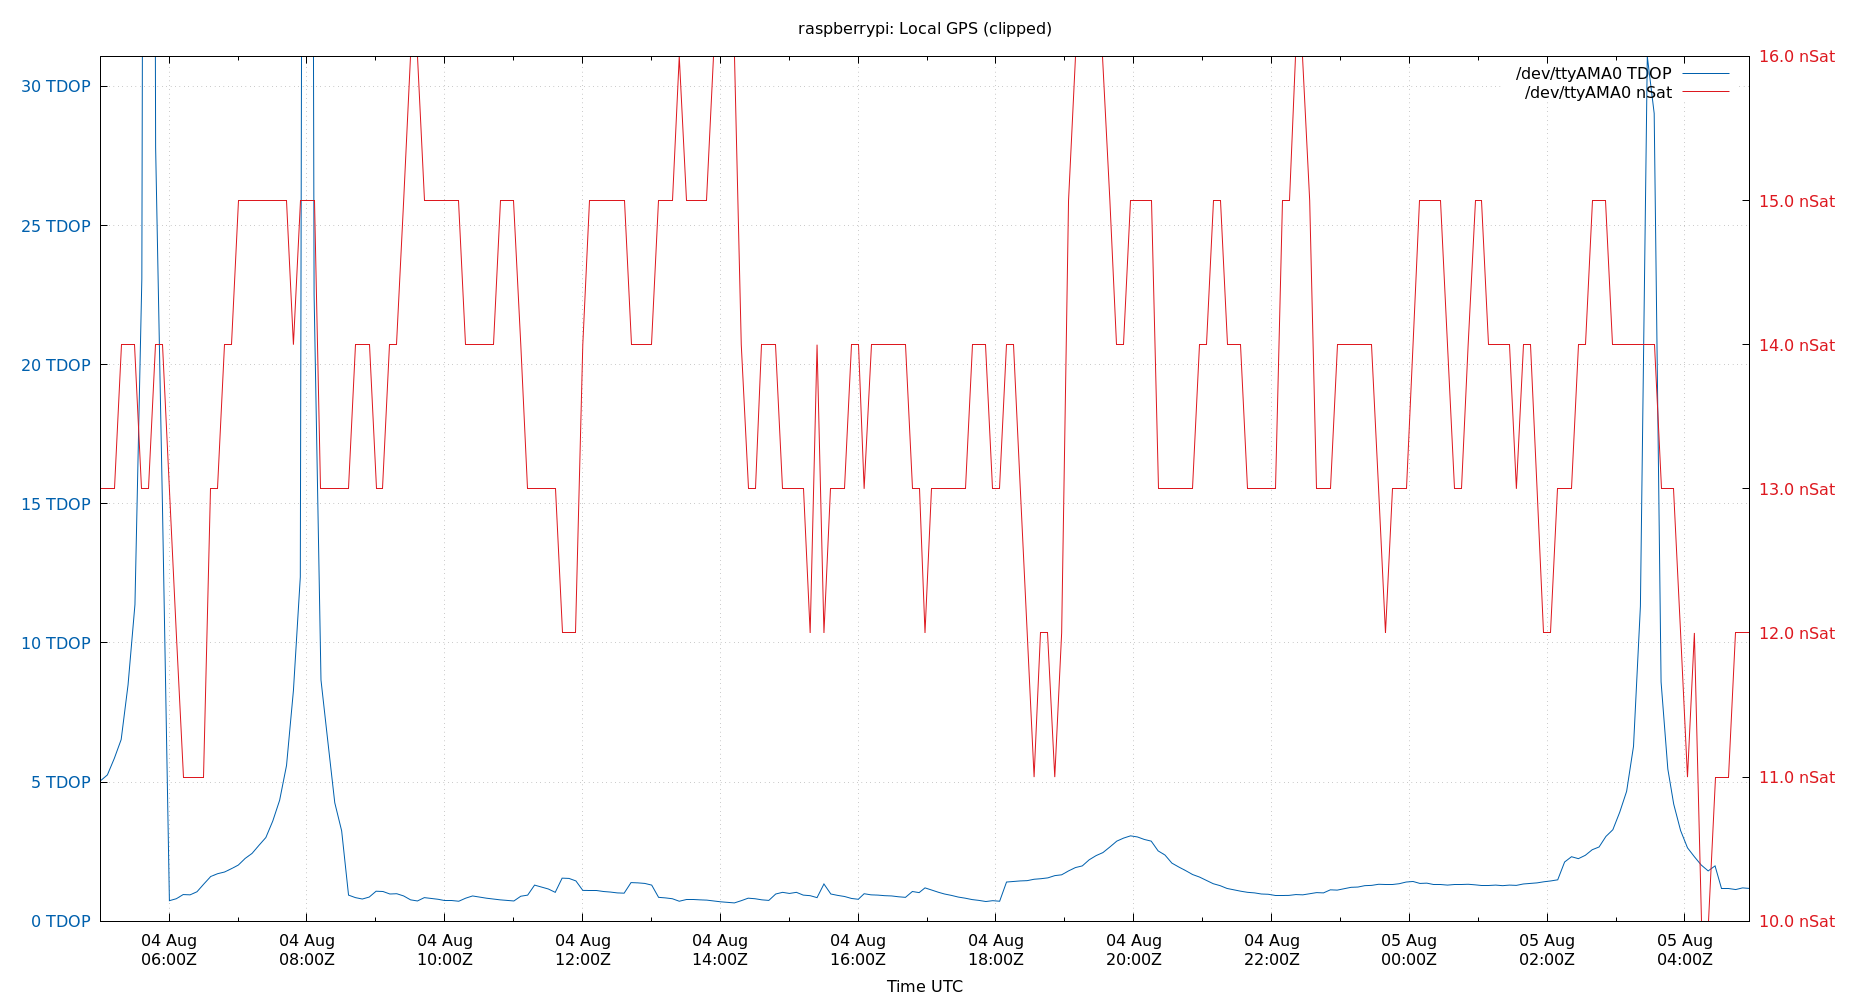 raspberrypi: Local GPS (clipped)
/dev/ttyAMA0 TDOP
/dev/ttyAMA0 nSat
30 TDOP
25 TDOP
20 TDOP
15 TDOP
10 TDOP
5 TDOP
0 TDOP
16.0 nSat
15.0 nSat
14.0 nSat
13.0 nSat
12.0 nSat
11.0 nSat
10.0 nSat
04 Aug
06:00Z
04 Aug
08:00Z
04 Aug
10:00Z
04 Aug
12:00Z
04 Aug
14:00Z
04 Aug
16:00Z
04 Aug
18:00Z
04 Aug
20:00Z
04 Aug
22:00Z
05 Aug
00:00Z
05 Aug
02:00Z
05 Aug
04:00Z
Time UTC